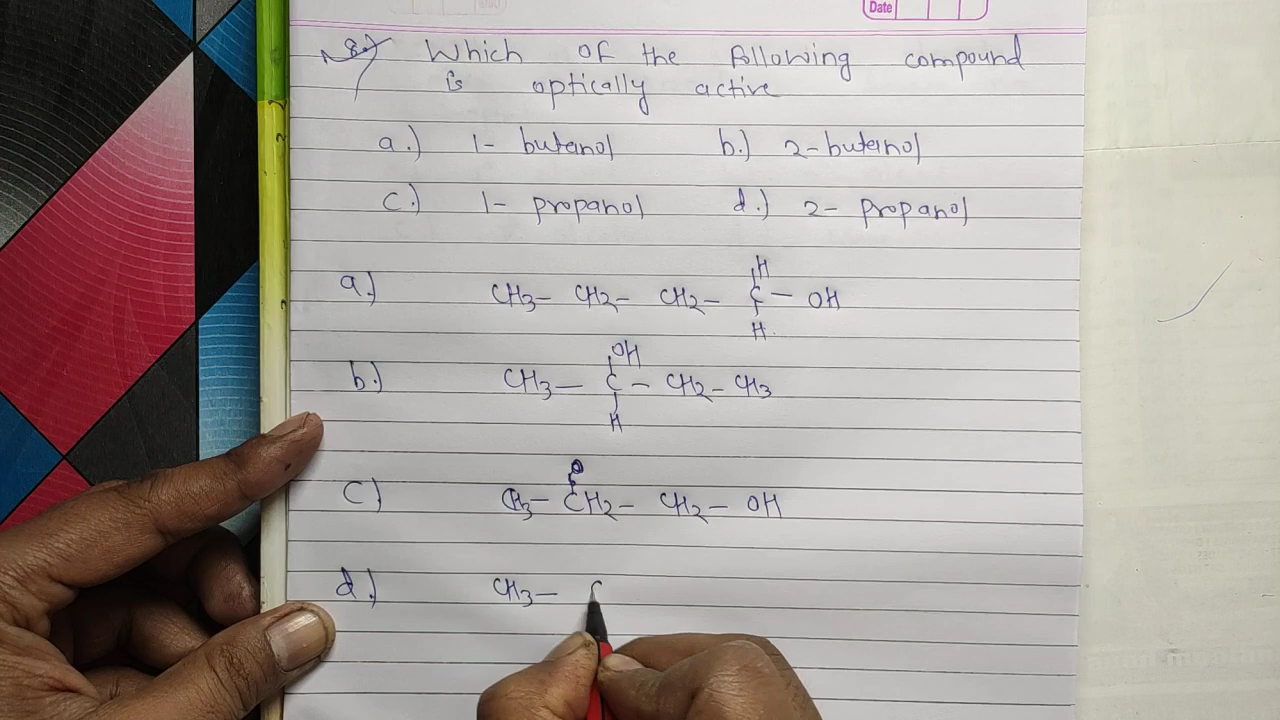 Date
8.) Which of the following compound
is optically active
a.) 1- butanol b.) 2-butanol
c.) 1- propanol d.) 2- propanol
H
a.) CH3- CH2- CH2- C - OH
H
OH
b.) CH3- C - CH2- CH3
H
c) CH3- CH2- CH2- OH
d.) CH3- C